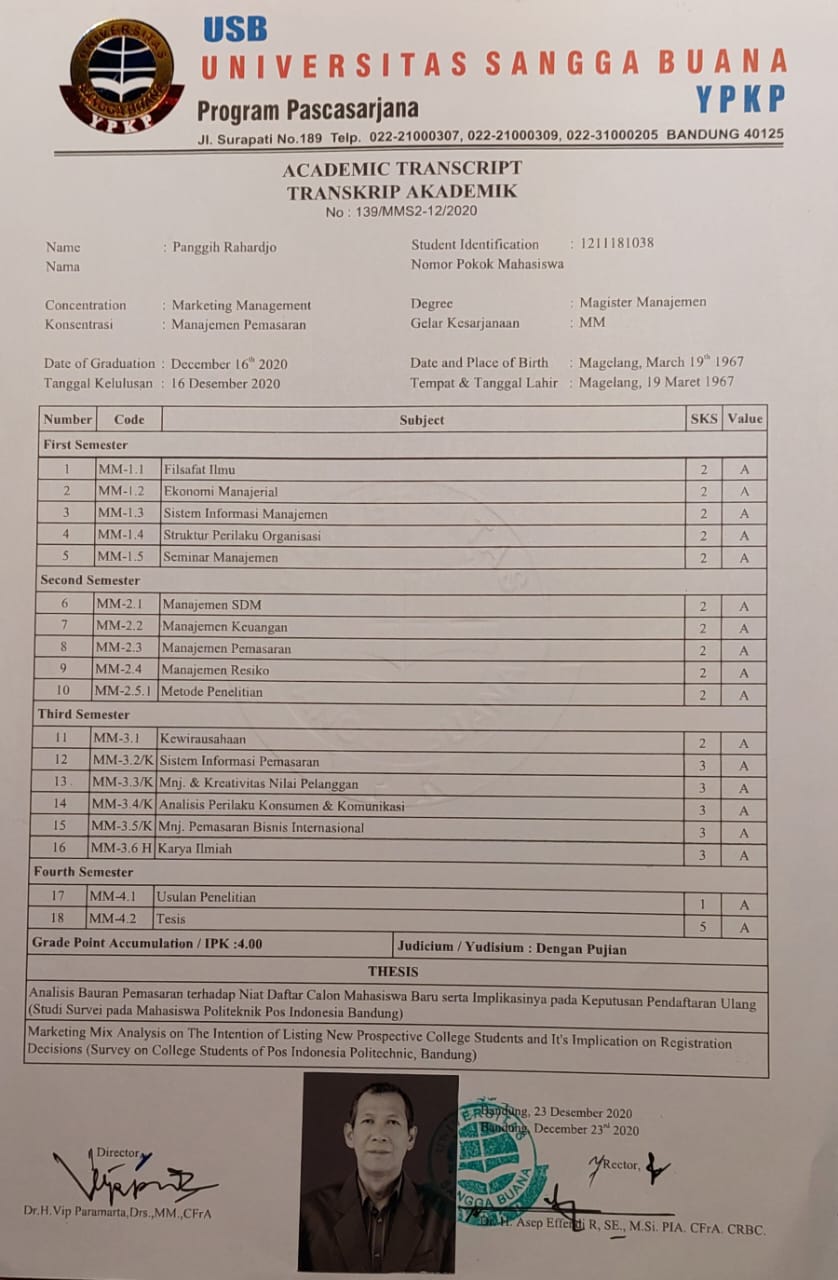 UNIVERSITAS
SANGGA BUANA
YPKP
USB
UNIVERSITAS SANGGA BUANA
YPKP
Program Pascasarjana
Jl. Surapati No.189 Telp. 022-21000307, 022-21000309, 022-31000205 BANDUNG 40125
ACADEMIC TRANSCRIPT
TRANSKRIP AKADEMIK
No : 139/MMS2-12/2020
Name : Panggih Rahardjo Student Identification : 1211181038
Nama Nomor Pokok Mahasiswa
Concentration : Marketing Management Degree : Magister Manajemen
Konsentrasi : Manajemen Pemasaran Gelar Kesarjanaan : MM
Date of Graduation : December 16th 2020 Date and Place of Birth : Magelang, March 19th 1967
Tanggal Kelulusan : 16 Desember 2020 Tempat & Tanggal Lahir : Magelang, 19 Maret 1967
Number Code Subject SKS Value
First Semester
1 MM-1.1 Filsafat Ilmu 2 A
2 MM-1.2 Ekonomi Manajerial 2 A
3 MM-1.3 Sistem Informasi Manajemen 2 A
4 MM-1.4 Struktur Perilaku Organisasi 2 A
5 MM-1.5 Seminar Manajemen 2 A
Second Semester
6 MM-2.1 Manajemen SDM 2 A
7 MM-2.2 Manajemen Keuangan 2 A
8 MM-2.3 Manajemen Pemasaran 2 A
9 MM-2.4 Manajemen Resiko 2 A
10 MM-2.5.1 Metode Penelitian 2 A
Third Semester
11 MM-3.1 Kewirausahaan 2 A
12 MM-3.2/K Sistem Informasi Pemasaran 3 A
13. MM-3.3/K Mnj. & Kreativitas Nilai Pelanggan 3 A
14 MM-3.4/K Analisis Perilaku Konsumen & Komunikasi 3 A
15 MM-3.5/K Mnj. Pemasaran Bisnis Internasional 3 A
16 MM-3.6 H Karya Ilmiah 3 A
Fourth Semester
17 MM-4.1 Usulan Penelitian 1 A
18 MM-4.2 Tesis 5 A
Grade Point Accumulation / IPK :4.00 Judicium / Yudisium : Dengan Pujian
THESIS
Analisis Bauran Pemasaran terhadap Niat Daftar Calon Mahasiswa Baru serta Implikasinya pada Keputusan Pendaftaran Ulang
(Studi Survei pada Mahasiswa Politeknik Pos Indonesia Bandung)
Marketing Mix Analysis on The Intention of Listing New Prospective College Students and It's Implication on Registration
Decisions (Survey on College Students of Pos Indonesia Politechnic, Bandung)
Bandung, 23 Desember 2020
Bandung, December 23rd 2020
Director, Rector,
Dr.H.Vip Paramarta,Drs.,MM.,CFrA Dr. H. Asep Effendi R, SE., M.Si. PIA. CFrA. CRBC.
SANGGA BUANA